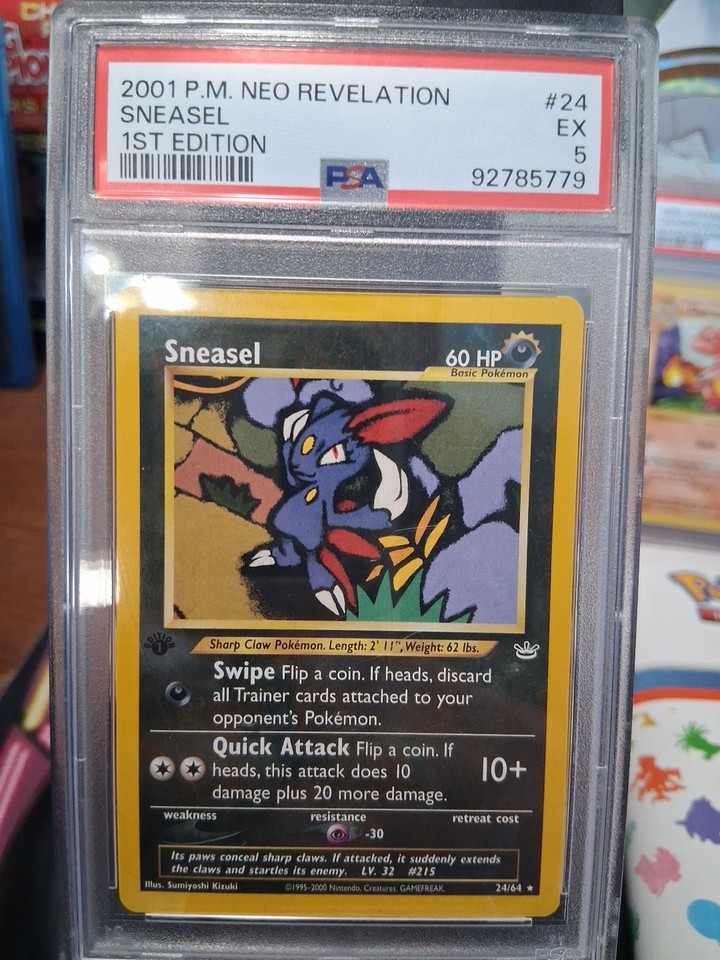 2001 P.M. NEO REVELATION #24
SNEASEL EX
1ST EDITION 5
PSA 92785779
Sneasel 60 HP
Basic Pokémon
EDITION 1
Sharp Claw Pokémon. Length: 2' 11", Weight: 62 lbs.
Swipe Flip a coin. If heads, discard
all Trainer cards attached to your
opponent's Pokémon.
Quick Attack Flip a coin. If
heads, this attack does 10 10+
damage plus 20 more damage.
weakness resistance retreat cost
-30
Its paws conceal sharp claws. If attacked, it suddenly extends
the claws and startles its enemy. LV. 32 #215
Illus. Sumiyoshi Kizuki ©1995-2000 Nintendo, Creatures, GAMEFREAK. 24/64 ★